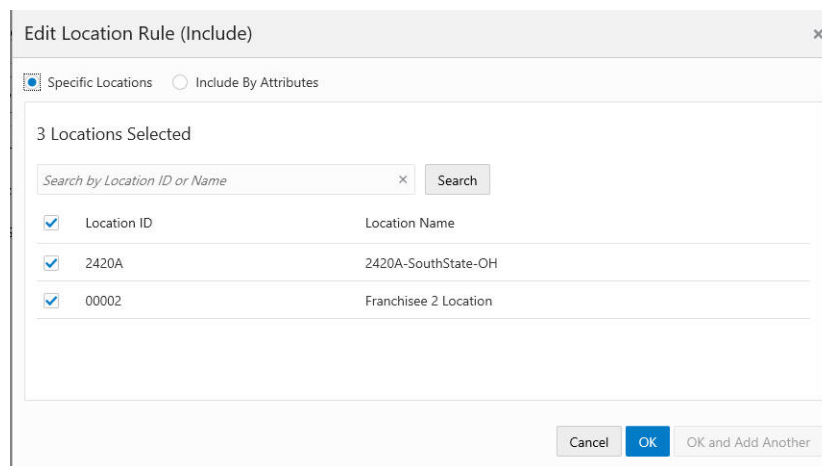 Edit Location Rule (Include) ×
Specific Locations Include By Attributes
3 Locations Selected
Search by Location ID or Name × Search
Location ID Location Name
2420A 2420A-SouthState-OH
00002 Franchisee 2 Location
Cancel OK OK and Add Another